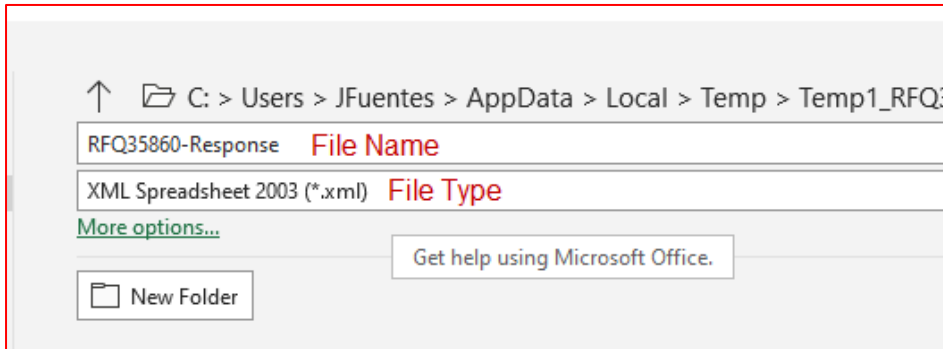 C: > Users > JFuentes > AppData > Local > Temp > Temp1_RFQ3
RFQ35860-Response File Name
XML Spreadsheet 2003 (*.xml) File Type
More options...
Get help using Microsoft Office.
New Folder